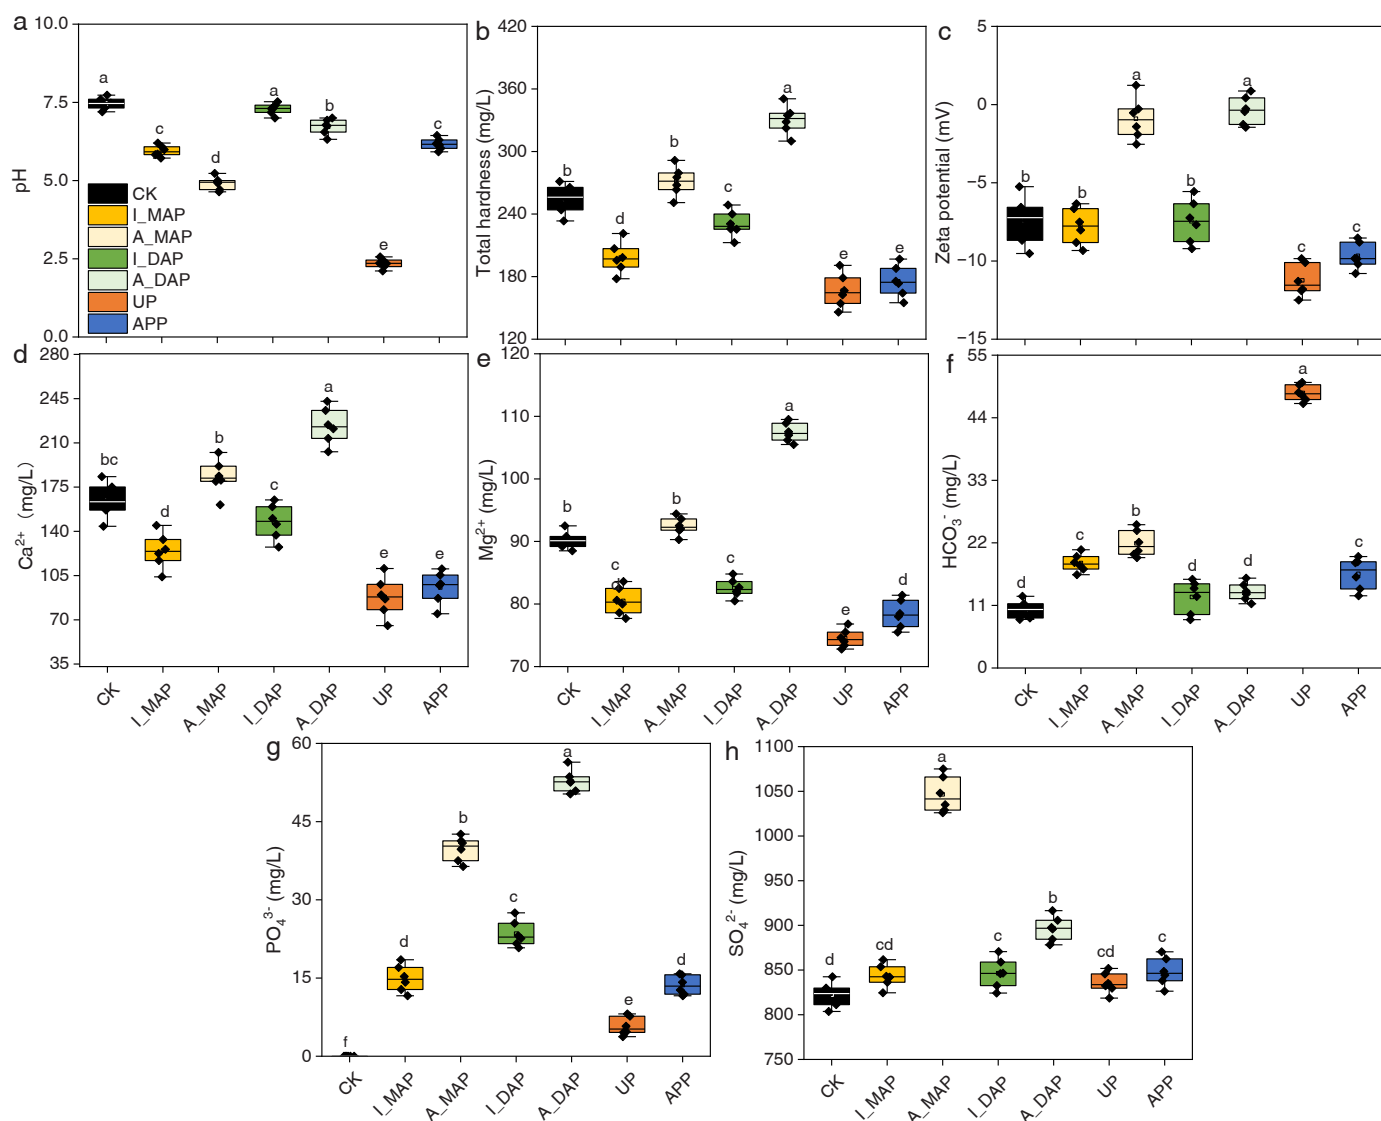 a
pH
10.0
7.5
5.0
2.5
0.0
a
c
d
a
b
e
c
CK
I_MAP
A_MAP
I_DAP
A_DAP
UP
APP
b
Total hardness (mg/L)
420
360
300
240
180
120
b
d
b
c
a
e
e
c
Zeta potential (mV)
5
0
−5
−10
−15
b
b
a
b
a
c
c
d
Ca²⁺ (mg/L)
280
245
210
175
140
105
70
35
bc
d
b
c
a
e
e
CK
I_MAP
A_MAP
I_DAP
A_DAP
UP
APP
e
Mg²⁺ (mg/L)
120
110
100
90
80
70
b
c
c
b
c
a
e
d
CK
I_MAP
A_MAP
I_DAP
A_DAP
UP
APP
f
HCO₃⁻ (mg/L)
55
44
33
22
11
0
d
c
b
d
d
a
c
CK
I_MAP
A_MAP
I_DAP
A_DAP
UP
APP
g
PO₄³⁻ (mg/L)
60
45
30
15
0
f
d
b
c
a
e
d
CK
I_MAP
A_MAP
I_DAP
A_DAP
UP
APP
h
SO₄²⁻ (mg/L)
1100
1050
1000
950
900
850
800
750
d
cd
a
c
b
cd
c
CK
I_MAP
A_MAP
I_DAP
A_DAP
UP
APP